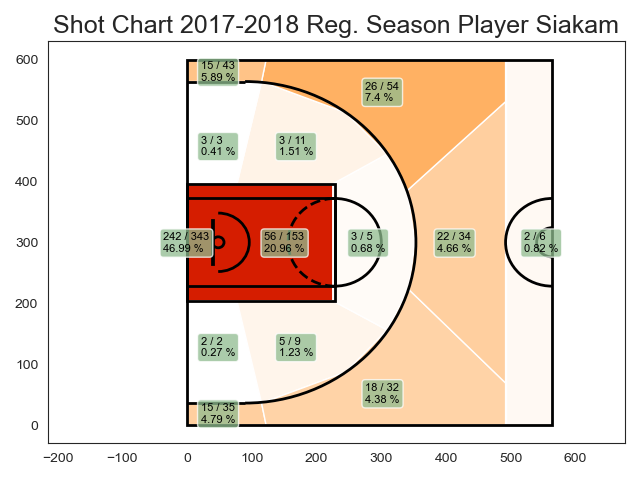 Shot Chart 2017-2018 Reg. Season Player Siakam
600
15 / 43
5.89 %
26 / 54
7.4 %
500
3 / 3
0.41 %
3 / 11
1.51 %
400
300
242 / 343
46.99 %
56 / 153
20.96 %
3 / 5
0.68 %
22 / 34
4.66 %
2 / 6
0.82 %
200
2 / 2
0.27 %
5 / 9
1.23 %
100
18 / 32
4.38 %
15 / 35
4.79 %
0
−200 −100 0 100 200 300 400 500 600